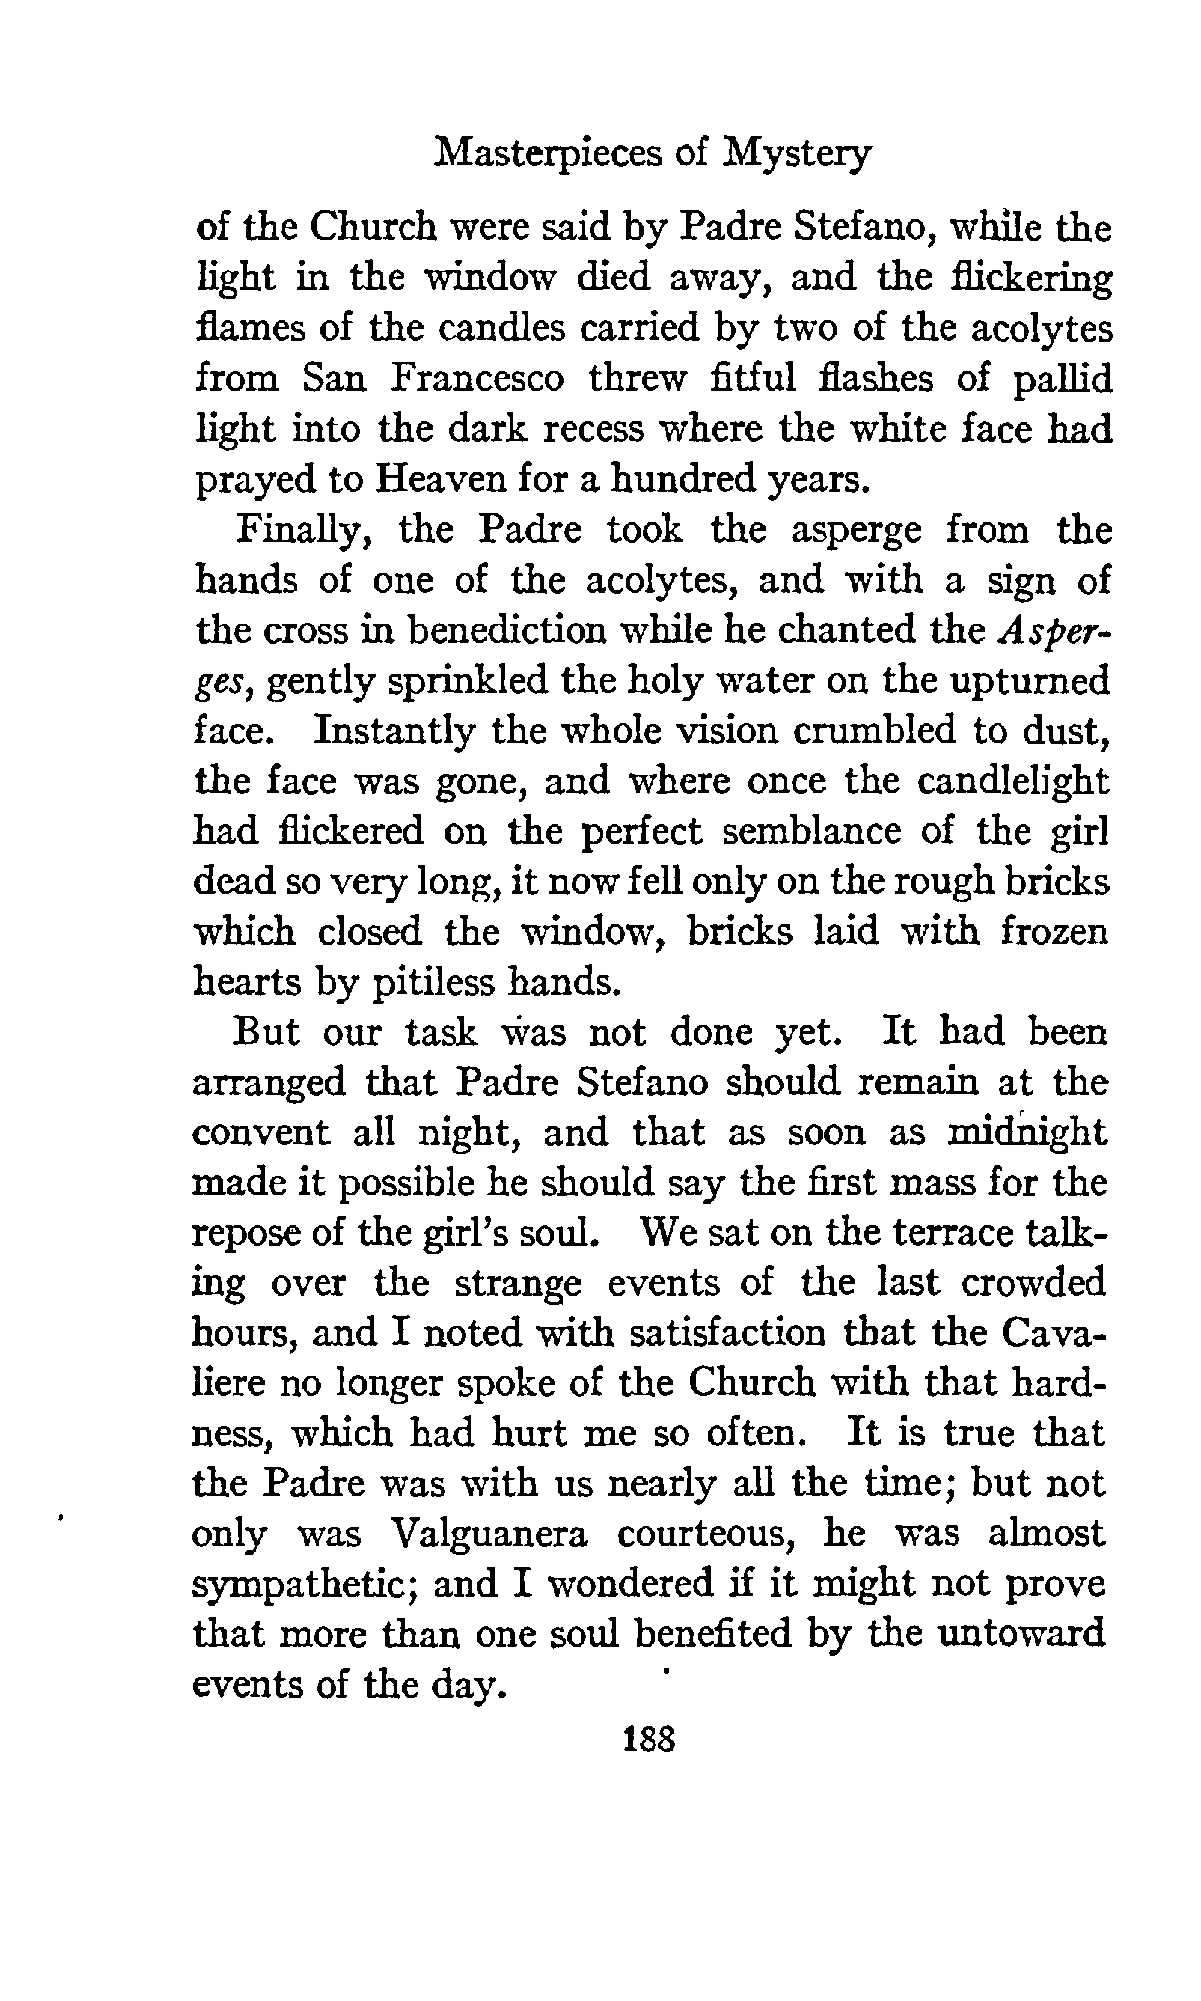 Masterpieces of Mystery
of the Church were said by Padre Stefano, while the
light in the window died away, and the flickering
flames of the candles carried by two of the acolytes
from San Francesco threw fitful flashes of pallid
light into the dark recess where the white face had
prayed to Heaven for a hundred years.
Finally, the Padre took the asperge from the
hands of one of the acolytes, and with a sign of
the cross in benediction while he chanted the Asper-
ges, gently sprinkled the holy water on the upturned
face. Instantly the whole vision crumbled to dust,
the face was gone, and where once the candlelight
had flickered on the perfect semblance of the girl
dead so very long, it now fell only on the rough bricks
which closed the window, bricks laid with frozen
hearts by pitiless hands.
But our task was not done yet. It had been
arranged that Padre Stefano should remain at the
convent all night, and that as soon as midnight
made it possible he should say the first mass for the
repose of the girl's soul. We sat on the terrace talk-
ing over the strange events of the last crowded
hours, and I noted with satisfaction that the Cava-
liere no longer spoke of the Church with that hard-
ness, which had hurt me so often. It is true that
the Padre was with us nearly all the time; but not
only was Valguanera courteous, he was almost
sympathetic; and I wondered if it might not prove
that more than one soul benefited by the untoward
events of the day.
188